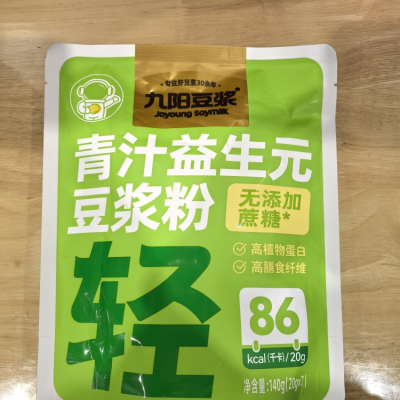 专注好豆浆30余年
九阳豆浆
Joyoung Soymilk
青汁益生元
豆浆粉
无添加
蔗糖*
高植物蛋白
高膳食纤维
轻
86
kcal(千卡)/20g
净含量:140g(20g×7)